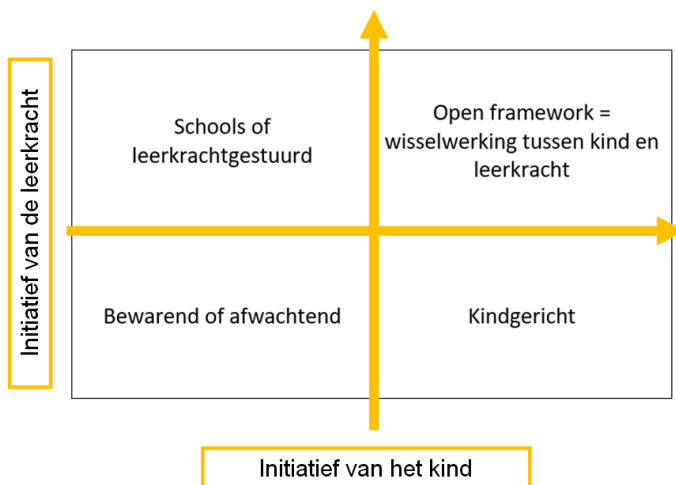 Initiatief van de leerkracht
Schools of
leerkrachtgestuurd
Open framework =
wisselwerking tussen kind en
leerkracht
Bewarend of afwachtend
Kindgericht
Initiatief van het kind